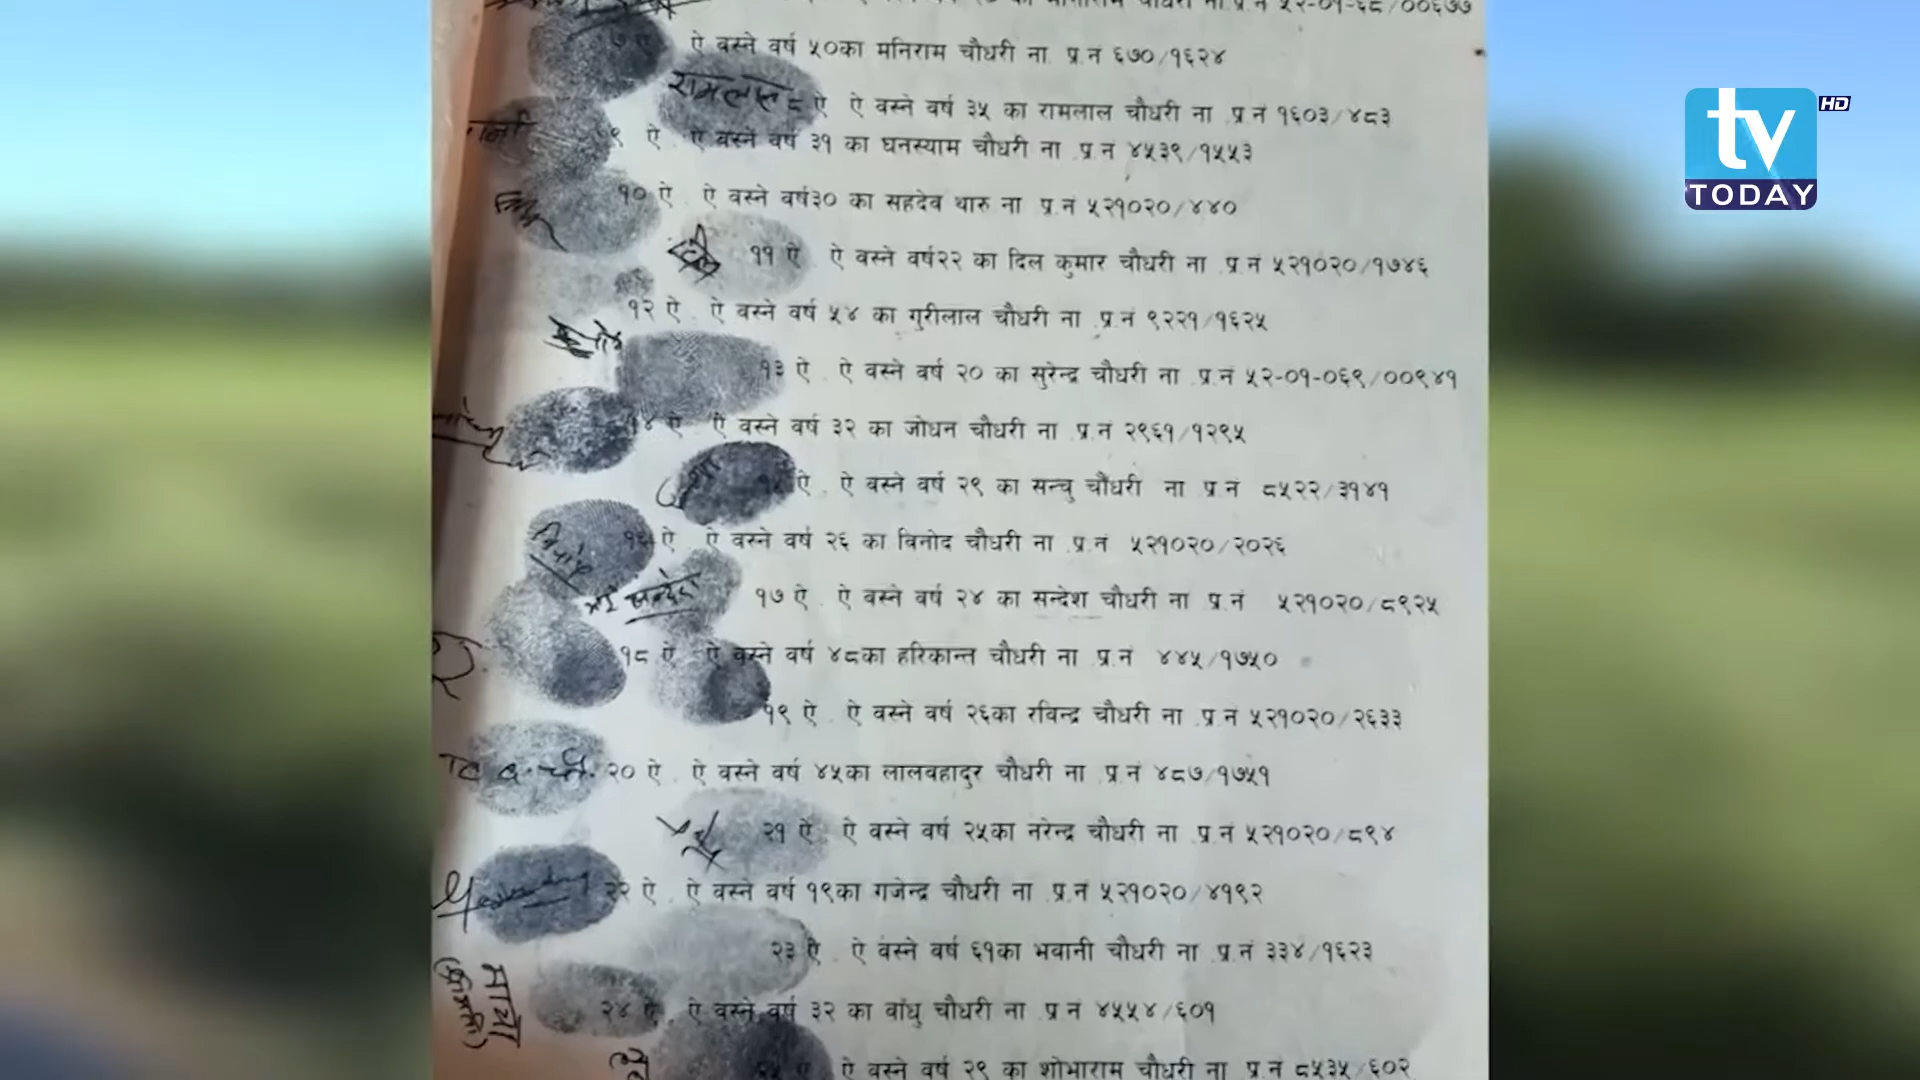 मनिराम चौधरी ना प्र.नं ६७०/१६२४
ऐ वस्ने वर्ष ५०का
रामलाल
८ ऐ ऐ वस्ने वर्ष ३५ का रामलाल चौधरी ना प्र नं १६०३/४८३
९ ऐ . ऐ वस्ने वर्ष ३१ का घनस्याम चौधरी ना .प्र.नं ४५३९/१५५३
१० ऐ . ऐ वस्ने वर्ष३० का सहदेव थारु ना प्र.नं ५२१०२०/४४०
११ ऐ . ऐ वस्ने वर्ष२२ का दिल कुमार चौधरी ना .प्र.नं ५२१०२०/१७४६
१२ ऐ . ऐ वस्ने वर्ष ५४ का गुरीलाल चौधरी ना .प्र.नं ९२२१/१६२५
१३ ऐ . ऐ वस्ने वर्ष २० का सुरेन्द्र चौधरी ना .प्र.नं ५२-०१-०६९/००९४१
१४ ऐ . ऐ वस्ने वर्ष ३२ का जोधन चौधरी ना .प्र.नं २९६१/१२९५
१५ ऐ . ऐ वस्ने वर्ष २९ का सन्चु चौधरी ना .प्र.नं ८५२२/३१४१
१६ ऐ . ऐ वस्ने वर्ष २६ का विनोद चौधरी ना .प्र.नं ५२१०२०/२०२६
१७ ऐ . ऐ वस्ने वर्ष २४ का सन्देश चौधरी ना .प्र.नं ५२१०२०/८९२५
१८ ऐ . ऐ वस्ने वर्ष ४८का हरिकान्त चौधरी ना .प्र.नं ४४५/१७५०
१९ ऐ . ऐ वस्ने वर्ष २६का रविन्द्र चौधरी ना .प्र.नं ५२१०२०/२६३३
२० ऐ . ऐ वस्ने वर्ष ४५का लालवहादुर चौधरी ना .प्र.नं ४८७/१७५१
२१ ऐ . ऐ वस्ने वर्ष २५का नरेन्द्र चौधरी ना .प्र.नं ५२१०२०/८९४
२२ ऐ . ऐ वस्ने वर्ष १९का गजेन्द्र चौधरी ना .प्र.नं ५२१०२०/४१९२
२३ ऐ . ऐ वस्ने वर्ष ६१का भवानी चौधरी ना .प्र.नं ३३४/१६२३
२४ ऐ . ऐ वस्ने वर्ष ३२ का वांधु चौधरी ना .प्र नं ४५५४/६०१
२५ ऐ . ऐ वस्ने वर्ष २९ का शोभाराम चौधरी ना .प्र.नं ८५३५/६०२
tv HD
TODAY